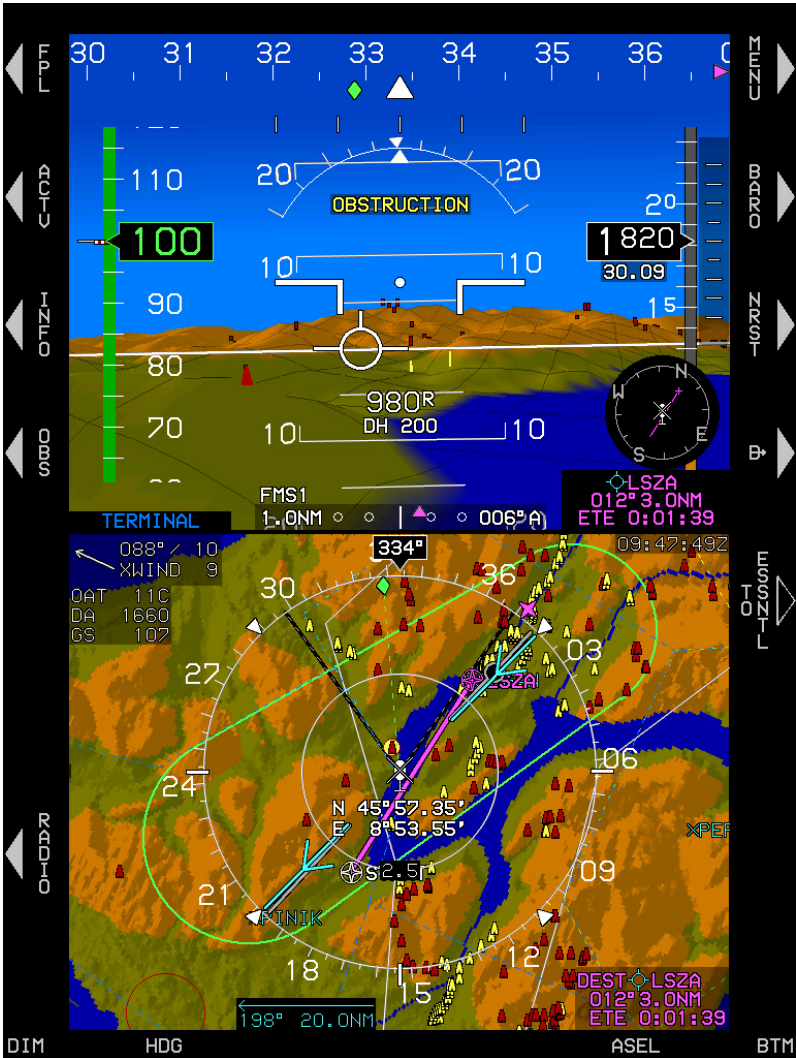 30 31 32 33 34 35 36
FPL
MENU
ACTV
BARO
INFO
NRST
OBS
D→
110
100
90
80
70
20 20
OBSTRUCTION
10 10
20
1820
30.09
15
980R
DH 200
10 10
N
W
E
S
TERMINAL
FMS1
1.0NM
006°A
LSZA
012°3.0NM
ETE 0:01:39
088°/ 10
XWIND 9
OAT 11C
DA 1660
GS 107
334°
09:47:49Z
ESSNTL
TO
30
36
27
03
24
06
21
09
18
15
12
LSZA
N 45°57.35'
E 8°53.55'
2.5
PINIK
XPER
RADIO
198° 20.0NM
DEST LSZA
012°3.0NM
ETE 0:01:39
DIM HDG ASEL BTM